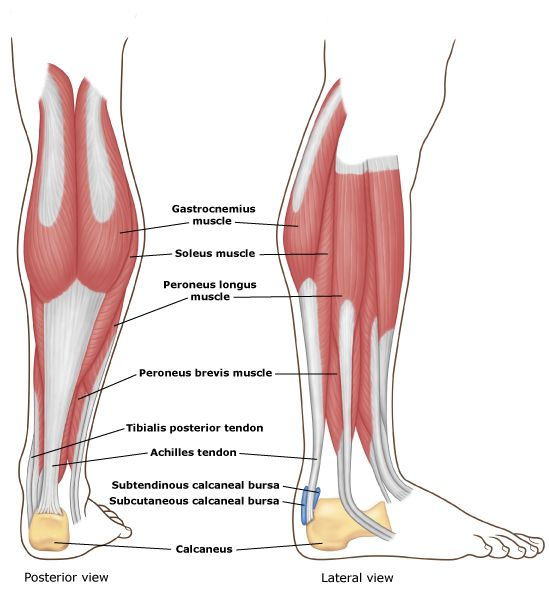 Gastrocnemius
muscle
Soleus muscle
Peroneus longus
muscle
Peroneus brevis muscle
Tibialis posterior tendon
Achilles tendon
Subtendinous calcaneal bursa
Subcutaneous calcaneal bursa
Calcaneus
Posterior view
Lateral view